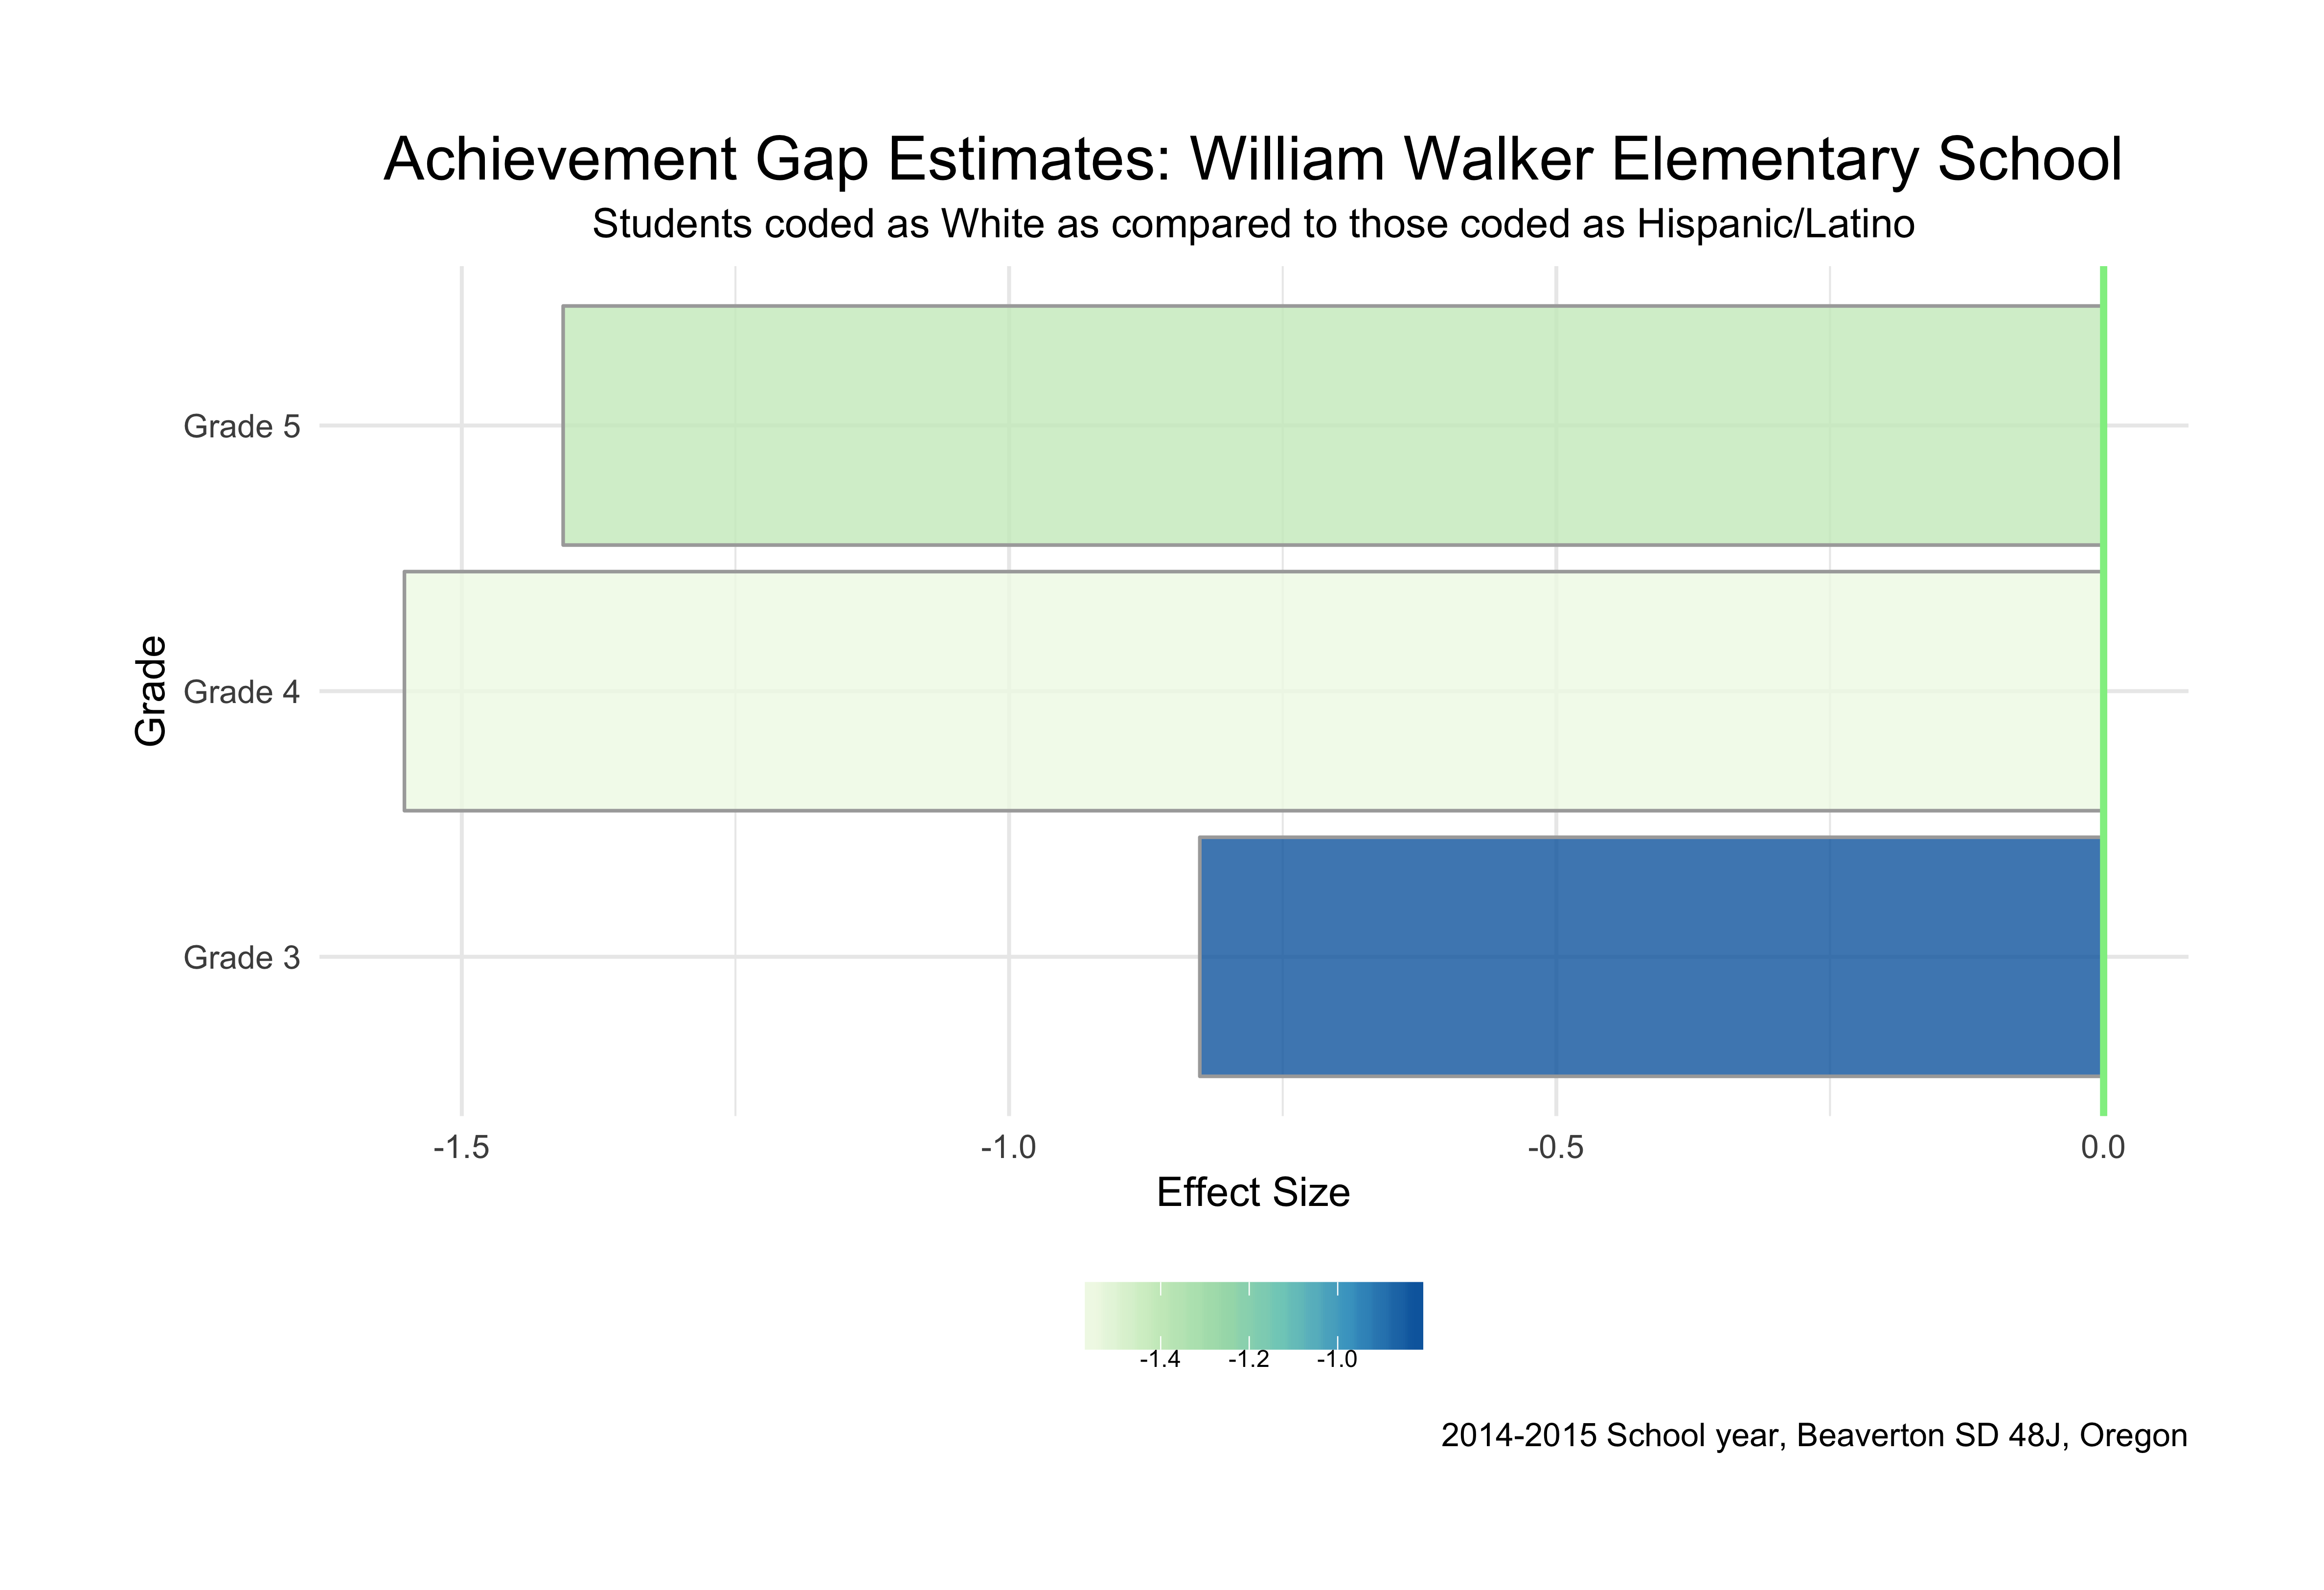 Achievement Gap Estimates: William Walker Elementary School
Students coded as White as compared to those coded as Hispanic/Latino
Grade
Grade 5
Grade 4
Grade 3
-1.5 -1.0 -0.5 0.0
Effect Size
-1.4 -1.2 -1.0
2014-2015 School year, Beaverton SD 48J, Oregon